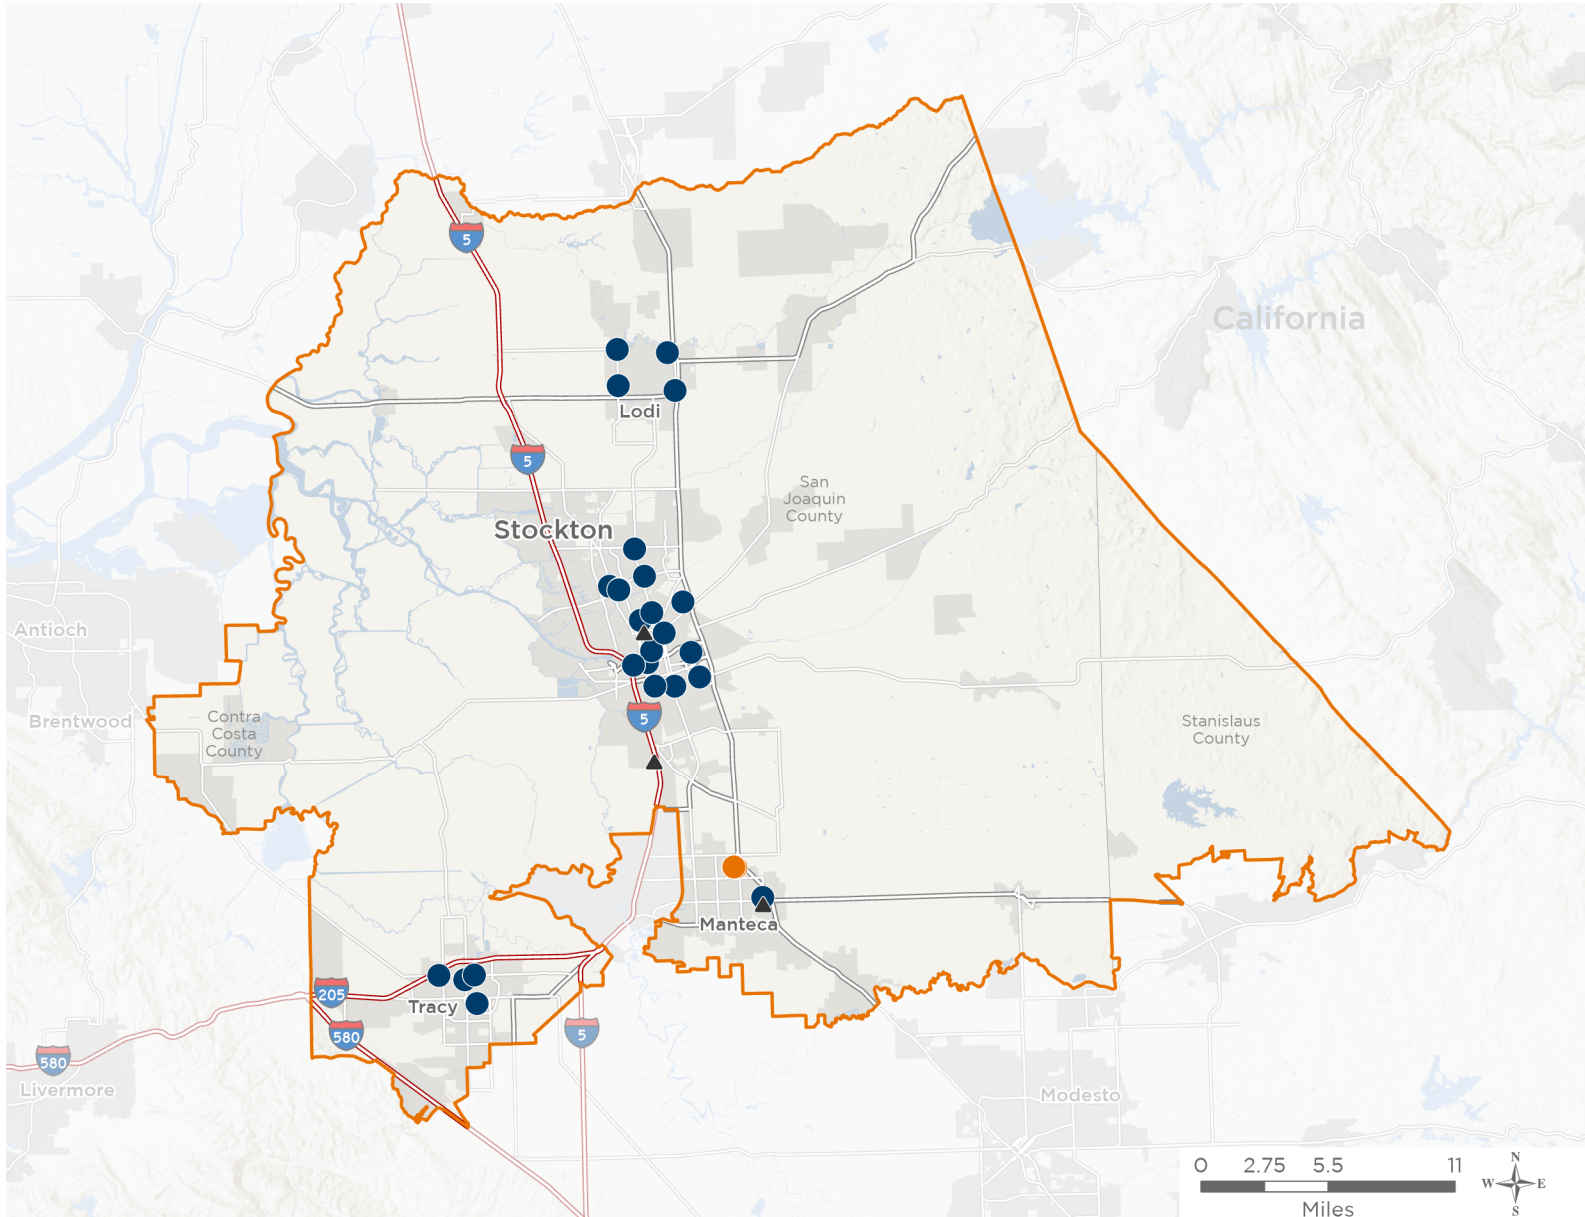 5
California
Lodi
5
San
Joaquin
County
Stockton
Antioch
Contra
Costa
County
Brentwood
5
Stanislaus
County
Manteca
205
Tracy
580
5
580
Livermore
Modesto
0 2.75 5.5 11
Miles
N
W E
S